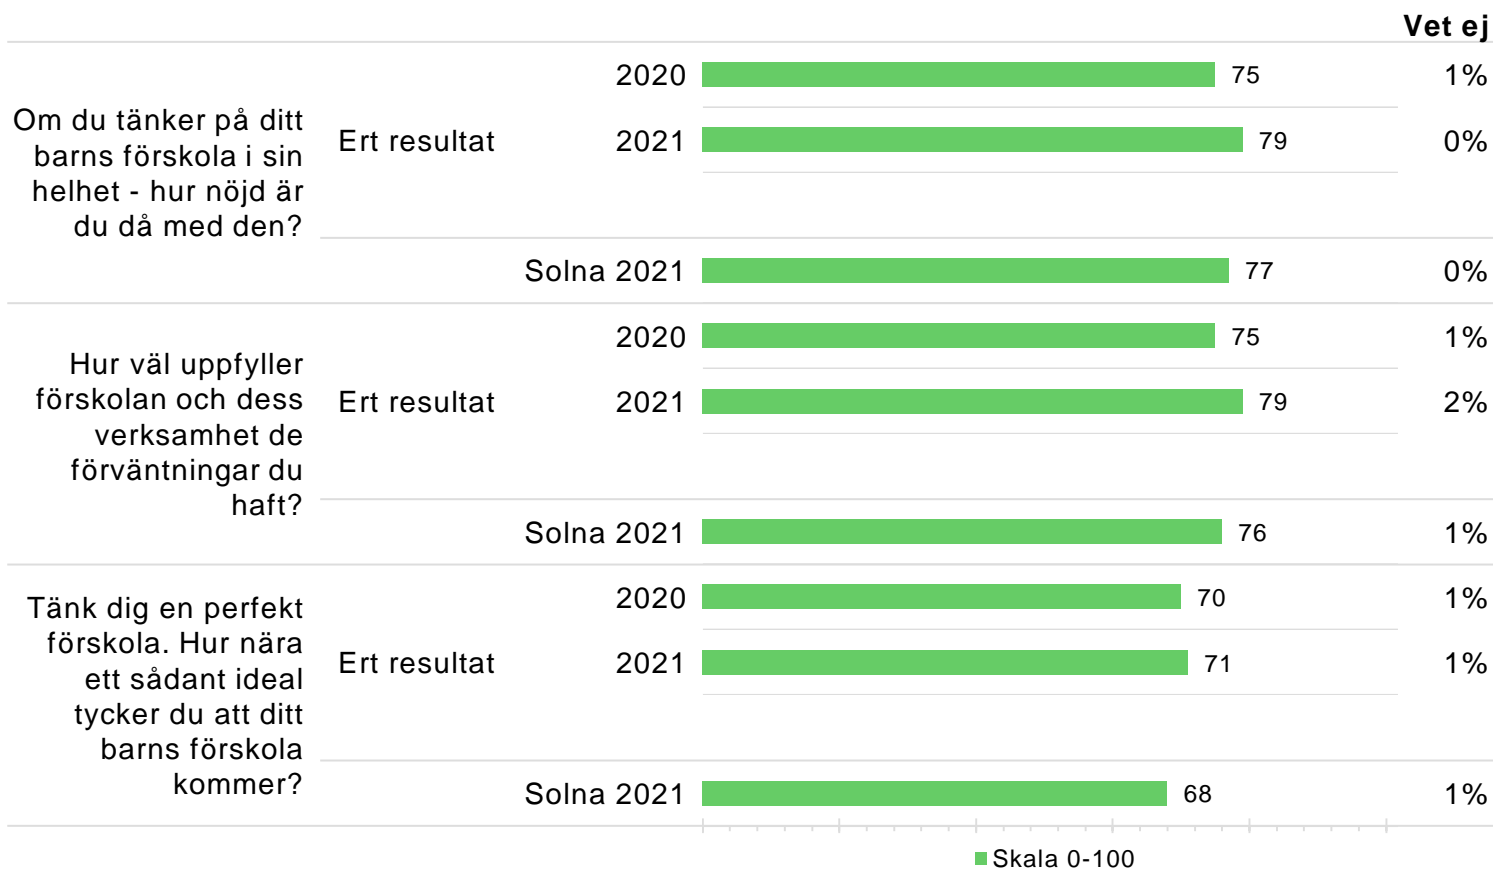 Vet ej
Om du tänker på ditt
barns förskola i sin
helhet - hur nöjd är
du då med den?
Ert resultat
2020 75 1%
2021 79 0%
Solna 2021 77 0%
Hur väl uppfyller
förskolan och dess
verksamhet de
förväntningar du
haft?
Ert resultat
2020 75 1%
2021 79 2%
Solna 2021 76 1%
Tänk dig en perfekt
förskola. Hur nära
ett sådant ideal
tycker du att ditt
barns förskola
kommer?
Ert resultat
2020 70 1%
2021 71 1%
Solna 2021 68 1%
Skala 0-100